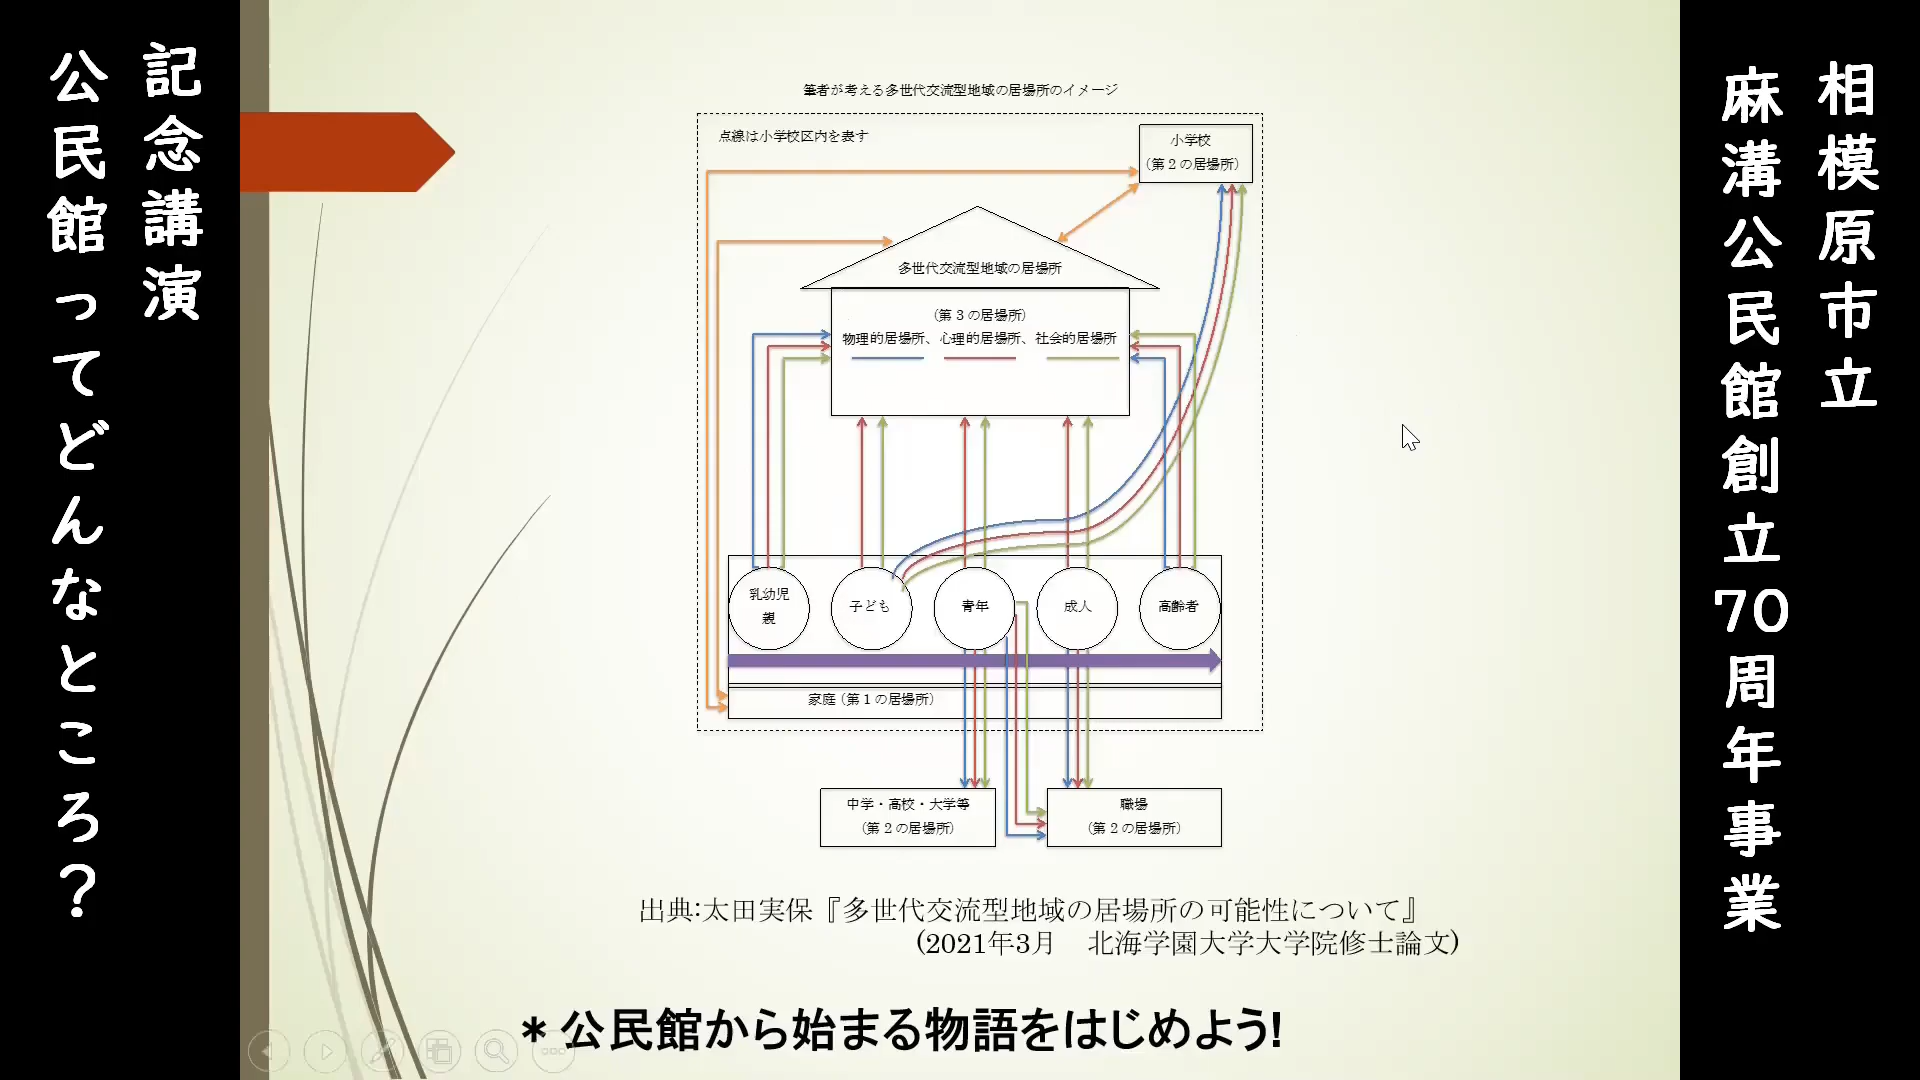 相模原市立
麻溝公民館創立70周年事業
記念講演
公民館ってどんなところ？
筆者が考える多世代交流型地域の居場所のイメージ
点線は小学校区内を表す
小学校
（第２の居場所）
多世代交流型地域の居場所
（第３の居場所）
物理的居場所、心理的居場所、社会的居場所
乳幼児
親
子ども
青年
成人
高齢者
家庭（第１の居場所）
中学・高校・大学等
（第２の居場所）
職場
（第２の居場所）
出典:太田実保『多世代交流型地域の居場所の可能性について』
(2021年3月　北海学園大学大学院修士論文)
＊公民館から始まる物語をはじめよう!